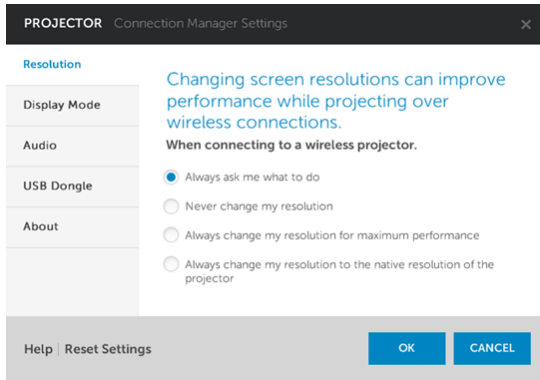 PROJECTOR Connection Manager Settings
Resolution
Display Mode
Audio
USB Dongle
About
Changing screen resolutions can improve
performance while projecting over
wireless connections.
When connecting to a wireless projector.
Always ask me what to do
Never change my resolution
Always change my resolution for maximum performance
Always change my resolution to the native resolution of the
projector
Help | Reset Settings
OK
CANCEL